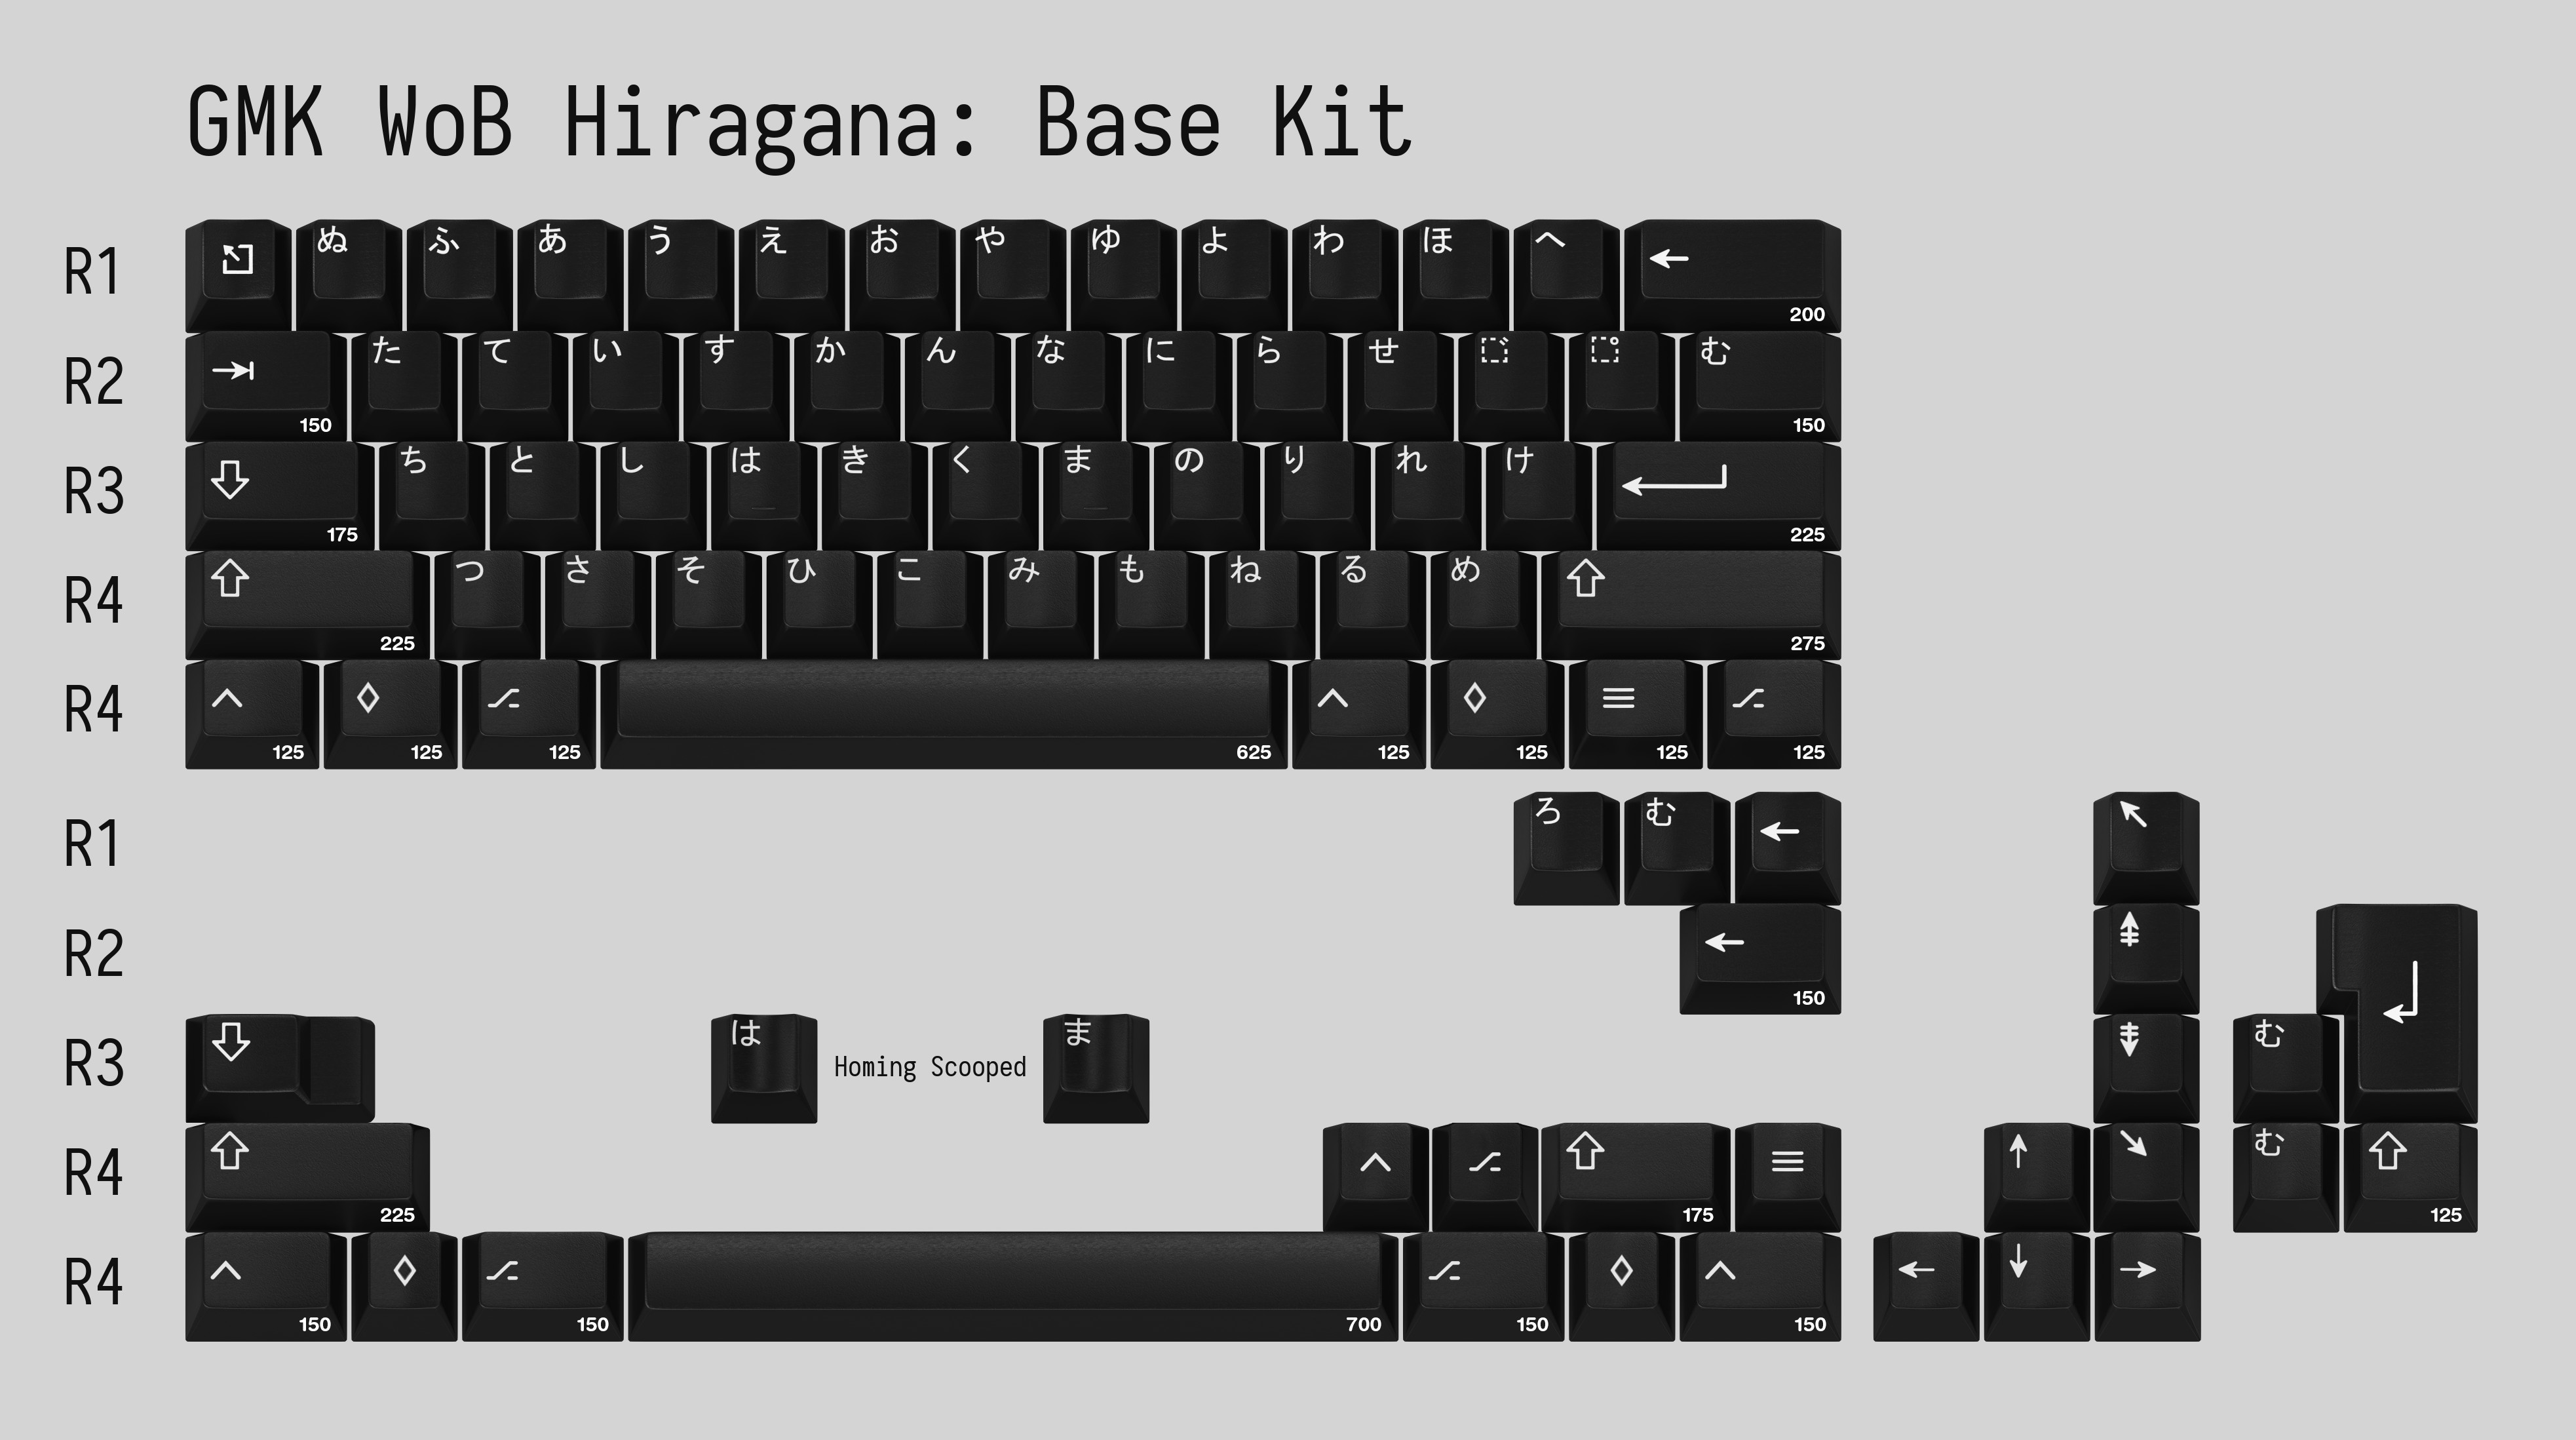 GMK WoB Hiragana: Base Kit
R1 ぬ ふ あ う え お や ゆ よ わ ほ へ ← 200
R2 150 た て い す か ん な に ら せ ゛ ゜ む 150
R3 175 ち と し は き く ま の り れ け 225
R4 225 つ さ そ ひ こ み も ね る め 275
R4 125 125 125 625 125 125 125 125
R1 ろ む ←
R2 ← 150
R3 は Homing Scooped ま む
R4 225 175 む 125
R4 150 150 700 150 150